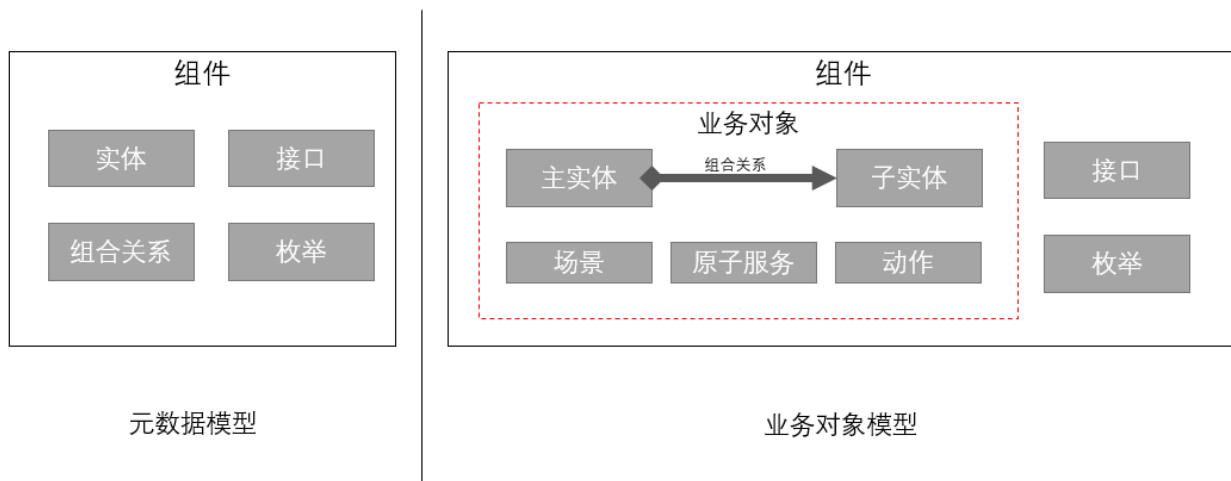 组件
实体
接口
组合关系
枚举
元数据模型
组件
业务对象
主实体
组合关系
子实体
场景
原子服务
动作
接口
枚举
业务对象模型